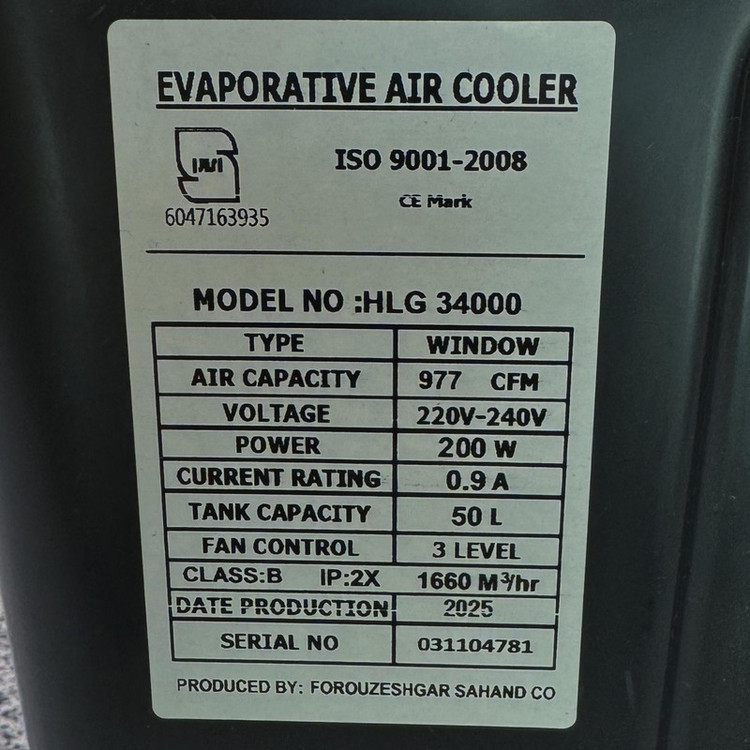 EVAPORATIVE AIR COOLER
ISO 9001-2008
CE Mark
6047163935
MODEL NO :HLG 34000
TYPE WINDOW
AIR CAPACITY 977 CFM
VOLTAGE 220V-240V
POWER 200 W
CURRENT RATING 0.9 A
TANK CAPACITY 50 L
FAN CONTROL 3 LEVEL
CLASS:B IP:2X 1660 M³/hr
DATE PRODUCTION 2025
SERIAL NO 031104781
PRODUCED BY: FOROUZESHGAR SAHAND CO